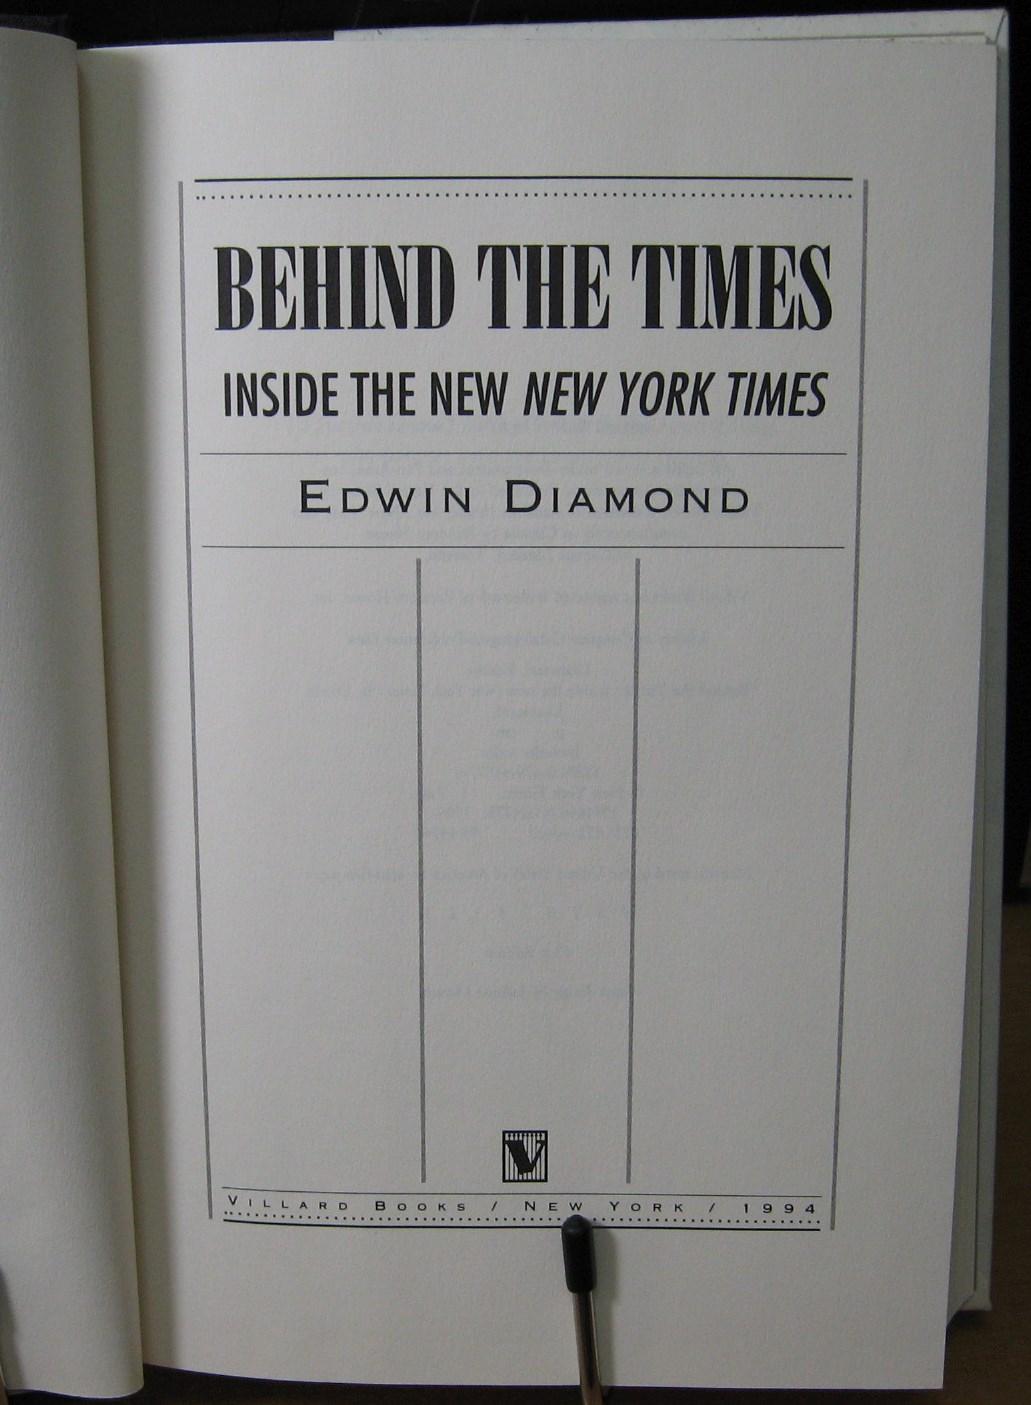 BEHIND THE TIMES
INSIDE THE NEW NEW YORK TIMES
EDWIN DIAMOND
V
VILLARD BOOKS / NEW YORK / 1994